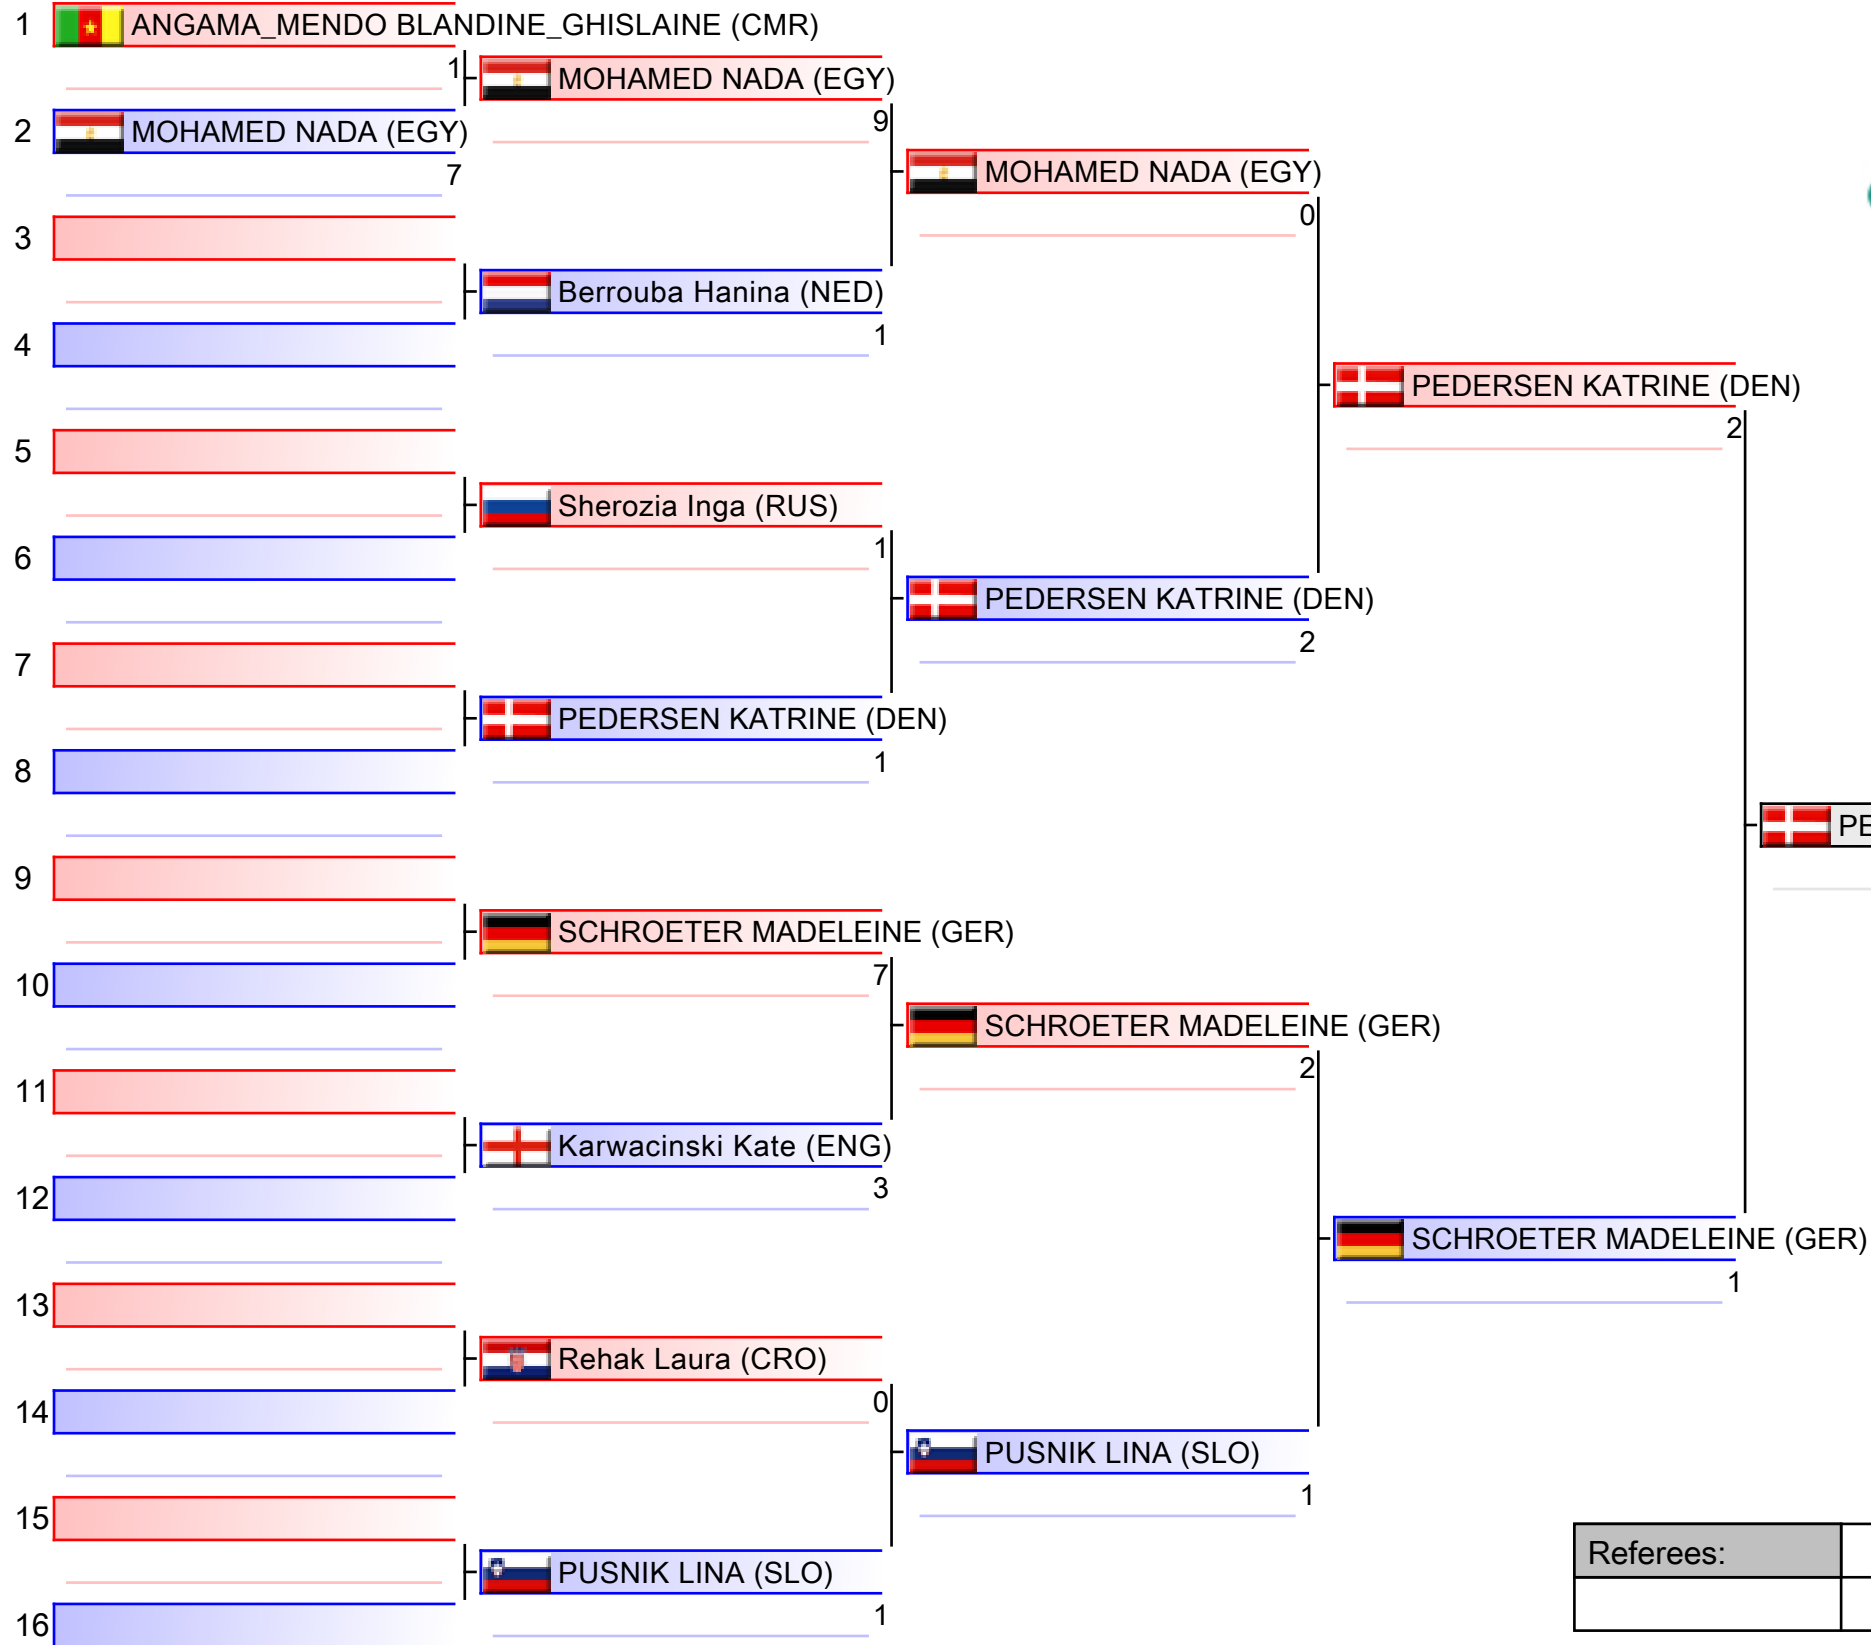 1 ANGAMA_MENDO BLANDINE_GHISLAINE (CMR)
1 MOHAMED NADA (EGY)
2 MOHAMED NADA (EGY) 9
7 MOHAMED NADA (EGY)
3 0
Berrouba Hanina (NED)
4 1
PEDERSEN KATRINE (DEN)
5 2
Sherozia Inga (RUS)
6 1
PEDERSEN KATRINE (DEN)
7 2
PEDERSEN KATRINE (DEN)
8 1
PE
9
SCHROETER MADELEINE (GER)
10 7
SCHROETER MADELEINE (GER)
11 2
Karwacinski Kate (ENG)
12 3
SCHROETER MADELEINE (GER)
13 1
Rehak Laura (CRO)
14 0
PUSNIK LINA (SLO)
15 1
Referees:
PUSNIK LINA (SLO)
16 1